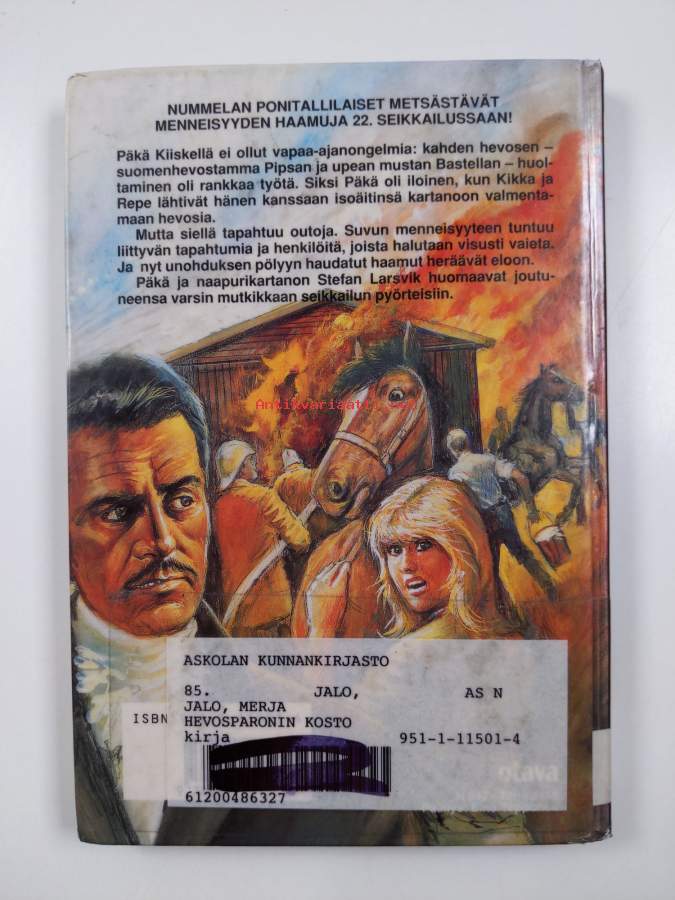 NUMMELAN PONITALLILAISET METSÄSTÄVÄT
MENNEISYYDEN HAAMUJA 22. SEIKKAILUSSAAN!
Päkä Kiiskellä ei ollut vapaa-ajanongelmia: kahden hevosen –
suomenhevostamma Pipsan ja upean mustan Bastellan – huol-
taminen oli rankkaa työtä. Siksi Päkä oli iloinen, kun Kikka ja
Repe lähtivät hänen kanssaan isoäitinsä kartanoon valmenta-
maan hevosia.
Mutta siellä tapahtuu outoja. Suvun menneisyyteen tuntuu
liittyvän tapahtumia ja henkilöitä, joista halutaan visusti vaieta.
Ja nyt unohduksen pölyyn haudatut haamut heräävät eloon.
Päkä ja naapurikartanon Stefan Larsvik huomaavat joutu-
neensa varsin mutkikkaan seikkailun pyörteisiin.
Antikvariaatti.net
ASKOLAN KUNNANKIRJASTO
85. JALO, AS N
JALO, MERJA
ISBN HEVOSPARONIN KOSTO
kirja 951-1-11501-4
otava
61200486327